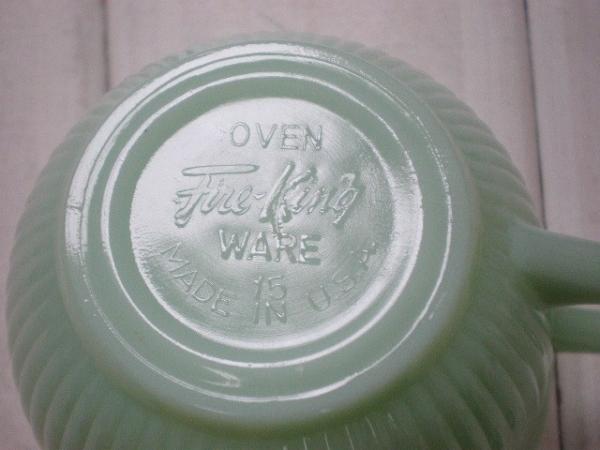 OVEN
Fire-King
WARE
15
MADE IN U.S.A.